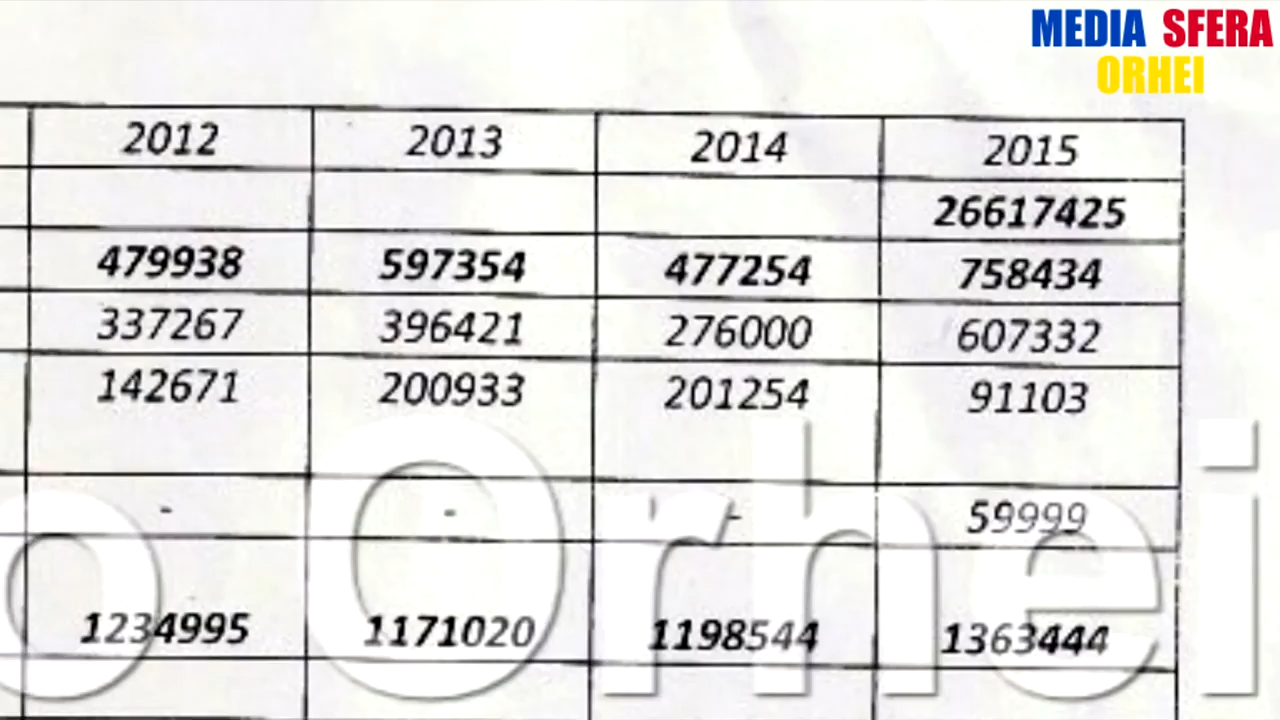 MEDIA SFERA
ORHEI
2012 2013 2014 2015
26617425
479938 597354 477254 758434
337267 396421 276000 607332
142671 200933 201254 91103
- - - 59999
1234995 1171020 1198544 1363444
o Orhei